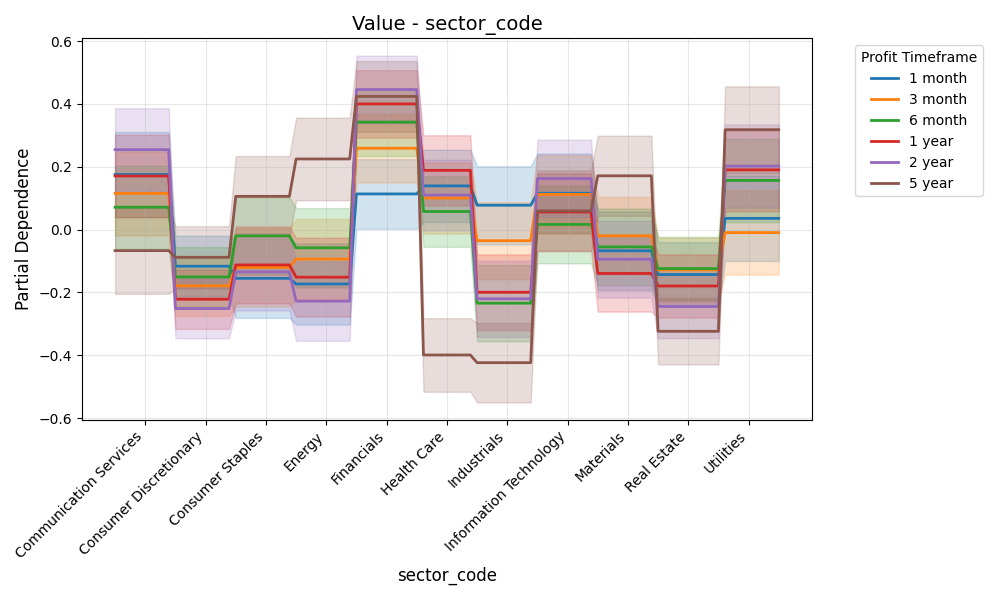 Value - sector_code
Partial Dependence
0.6
0.4
0.2
0.0
−0.2
−0.4
−0.6
Communication Services
Consumer Discretionary
Consumer Staples
Energy
Financials
Health Care
Industrials
Information Technology
Materials
Real Estate
Utilities
sector_code
Profit Timeframe
1 month
3 month
6 month
1 year
2 year
5 year